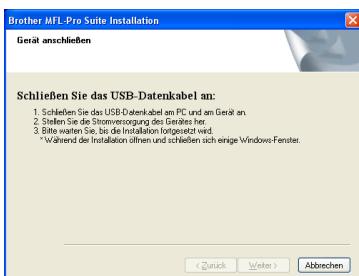 Brother MFL-Pro Suite Installation
Gerät anschließen
Schließen Sie das USB-Datenkabel an:
1. Schließen Sie das USB-Datenkabel am PC und am Gerät an.
2. Stellen Sie die Stromversorgung des Gerätes her.
3. Bitte warten Sie, bis die Installation fortgesetzt wird.
* Während der Installation öffnen und schließen sich einige Windows-Fenster.
< Zurück Weiter > Abbrechen